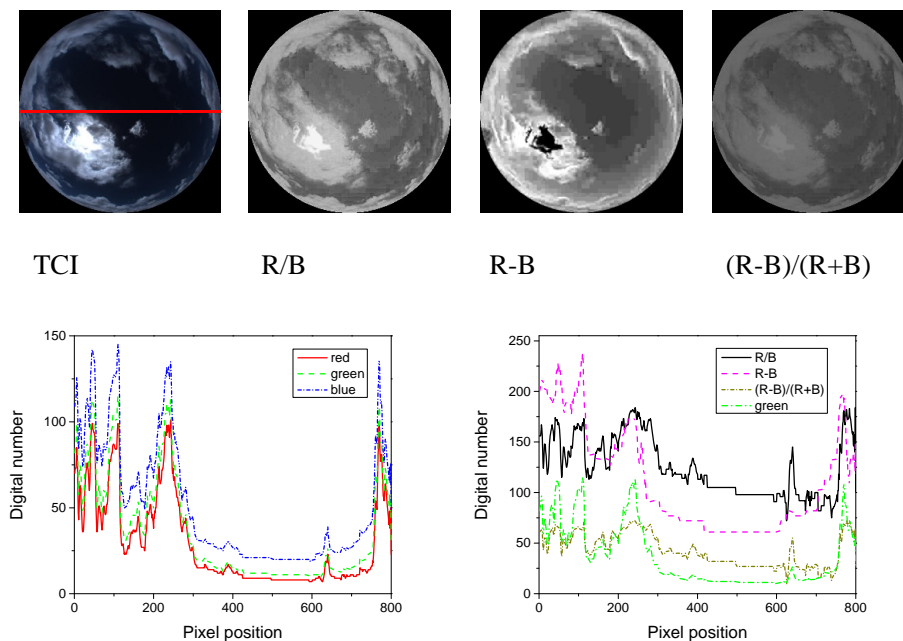 TCI R/B R-B (R-B)/(R+B)
150
100
50
0
0 200 400 600 800
Digital number
Pixel position
red
green
blue
250
200
150
100
50
0
0 200 400 600 800
Digital number
Pixel position
R/B
R-B
(R-B)/(R+B)
green